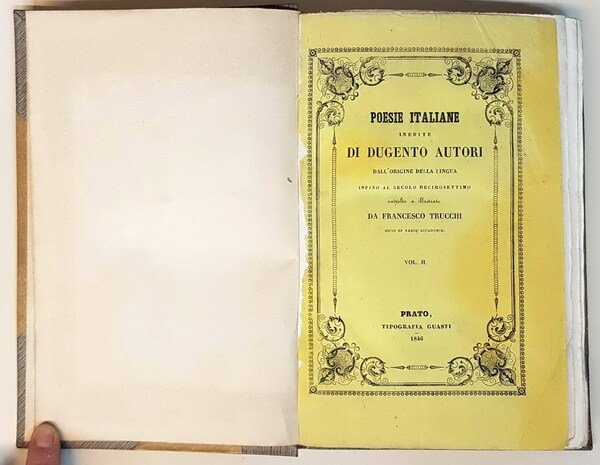 POESIE ITALIANE
INEDITE
DI DUGENTO AUTORI
DALL'ORIGINE DELLA LINGUA
INFINO AL SECOLO DECIMOSETTIMO
raccolte e illustrate
DA FRANCESCO TRUCCHI
SOCIO DI VARIE ACCADEMIE.
VOL. II.
PRATO,
TIPOGRAFIA GUASTI
1846